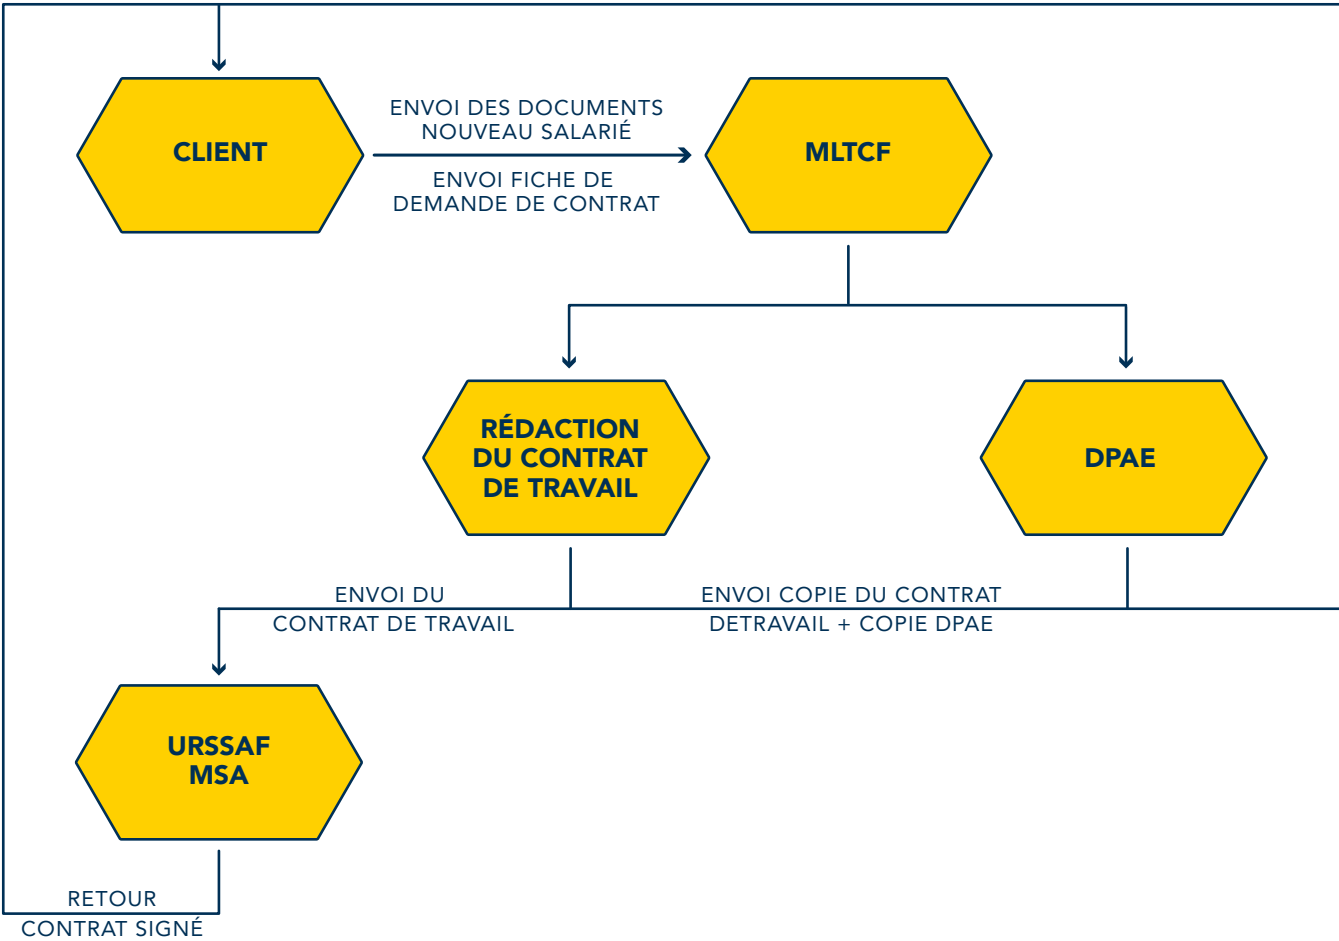 CLIENT
ENVOI DES DOCUMENTS
NOUVEAU SALARIÉ
ENVOI FICHE DE
DEMANDE DE CONTRAT
MLTCF
RÉDACTION
DU CONTRAT
DE TRAVAIL
DPAE
ENVOI DU
CONTRAT DE TRAVAIL
ENVOI COPIE DU CONTRAT
DETRAVAIL + COPIE DPAE
URSSAF
MSA
RETOUR
CONTRAT SIGNÉ